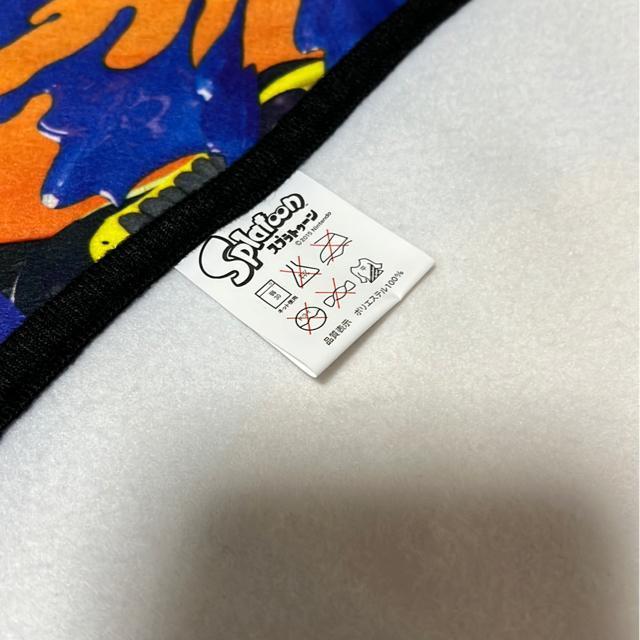 Splatoon
スプラトゥーン
©2015 Nintendo
ネット使用
品質表示 ポリエステル100%